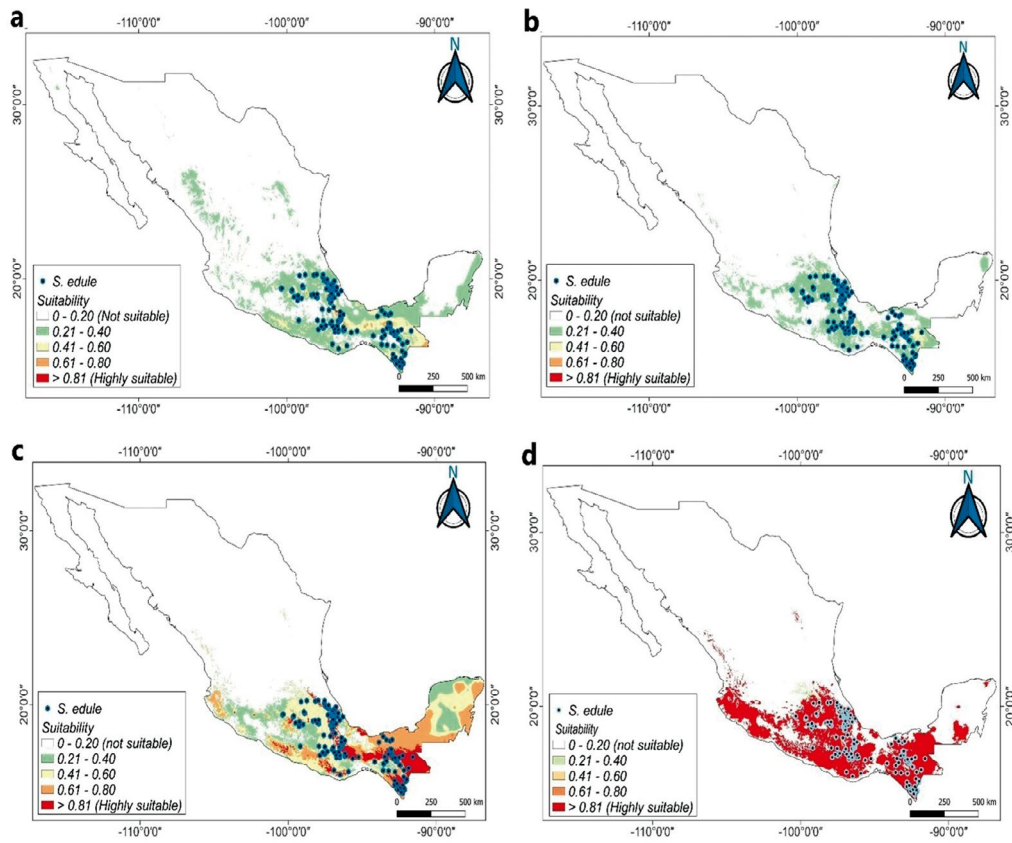 a
-110°0'0"
-100°0'0"
-90°0'0"
N
30°0'0"
30°0'0"
20°0'0"
20°0'0"
S. edule
Suitability
0 - 0.20 (Not suitable)
0.21 - 0.40
0.41 - 0.60
0.61 - 0.80
> 0.81 (Highly suitable)
0 250 500 km
-110°0'0"
-100°0'0"
-90°0'0"
b
-110°0'0"
-100°0'0"
-90°0'0"
N
30°0'0"
30°0'0"
20°0'0"
20°0'0"
S. edule
Suitability
0 - 0.20 (not suitable)
0.21 - 0.40
0.41 - 0.60
0.61 - 0.80
> 0.81 (Highly suitable)
0 250 500 km
-110°0'0"
-100°0'0"
-90°0'0"
c
-110°0'0"
-100°0'0"
-90°0'0"
N
30°0'0"
30°0'0"
20°0'0"
20°0'0"
S. edule
Suitability
0 - 0.20 (not suitable)
0.21 - 0.40
0.41 - 0.60
0.61 - 0.80
> 0.81 (Highly suitable)
0 250 500 km
-110°0'0"
-100°0'0"
-90°0'0"
d
-110°0'0"
-100°0'0"
-90°0'0"
N
30°0'0"
30°0'0"
20°0'0"
20°0'0"
S. edule
Suitability
0 - 0.20 (not suitable)
0.21 - 0.40
0.41 - 0.60
0.61 - 0.80
> 0.81 (Highly suitable)
0 250 500 km
-110°0'0"
-100°0'0"
-90°0'0"